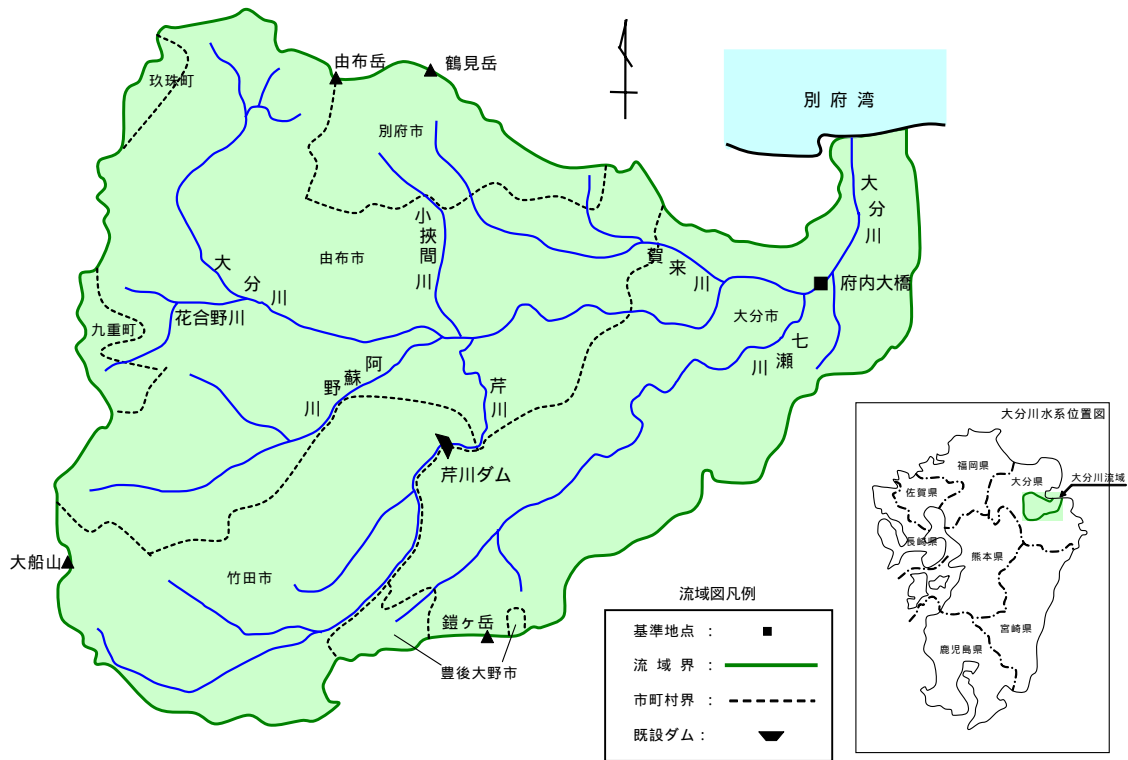 由布岳
鶴見岳
玖珠町
別府市
別府湾
大分川
小挾間川
由布市
賀来川
大分川
府内大橋
花合野川
九重町
大分市
七瀬川
阿蘇野川
芹川
芹川ダム
大船山
竹田市
鎧ヶ岳
豊後大野市
流域図凡例
基準地点：
流域界：
市町村界：
既設ダム：
大分川水系位置図
福岡県
大分県
大分川流域
佐賀県
長崎県
熊本県
宮崎県
鹿児島県